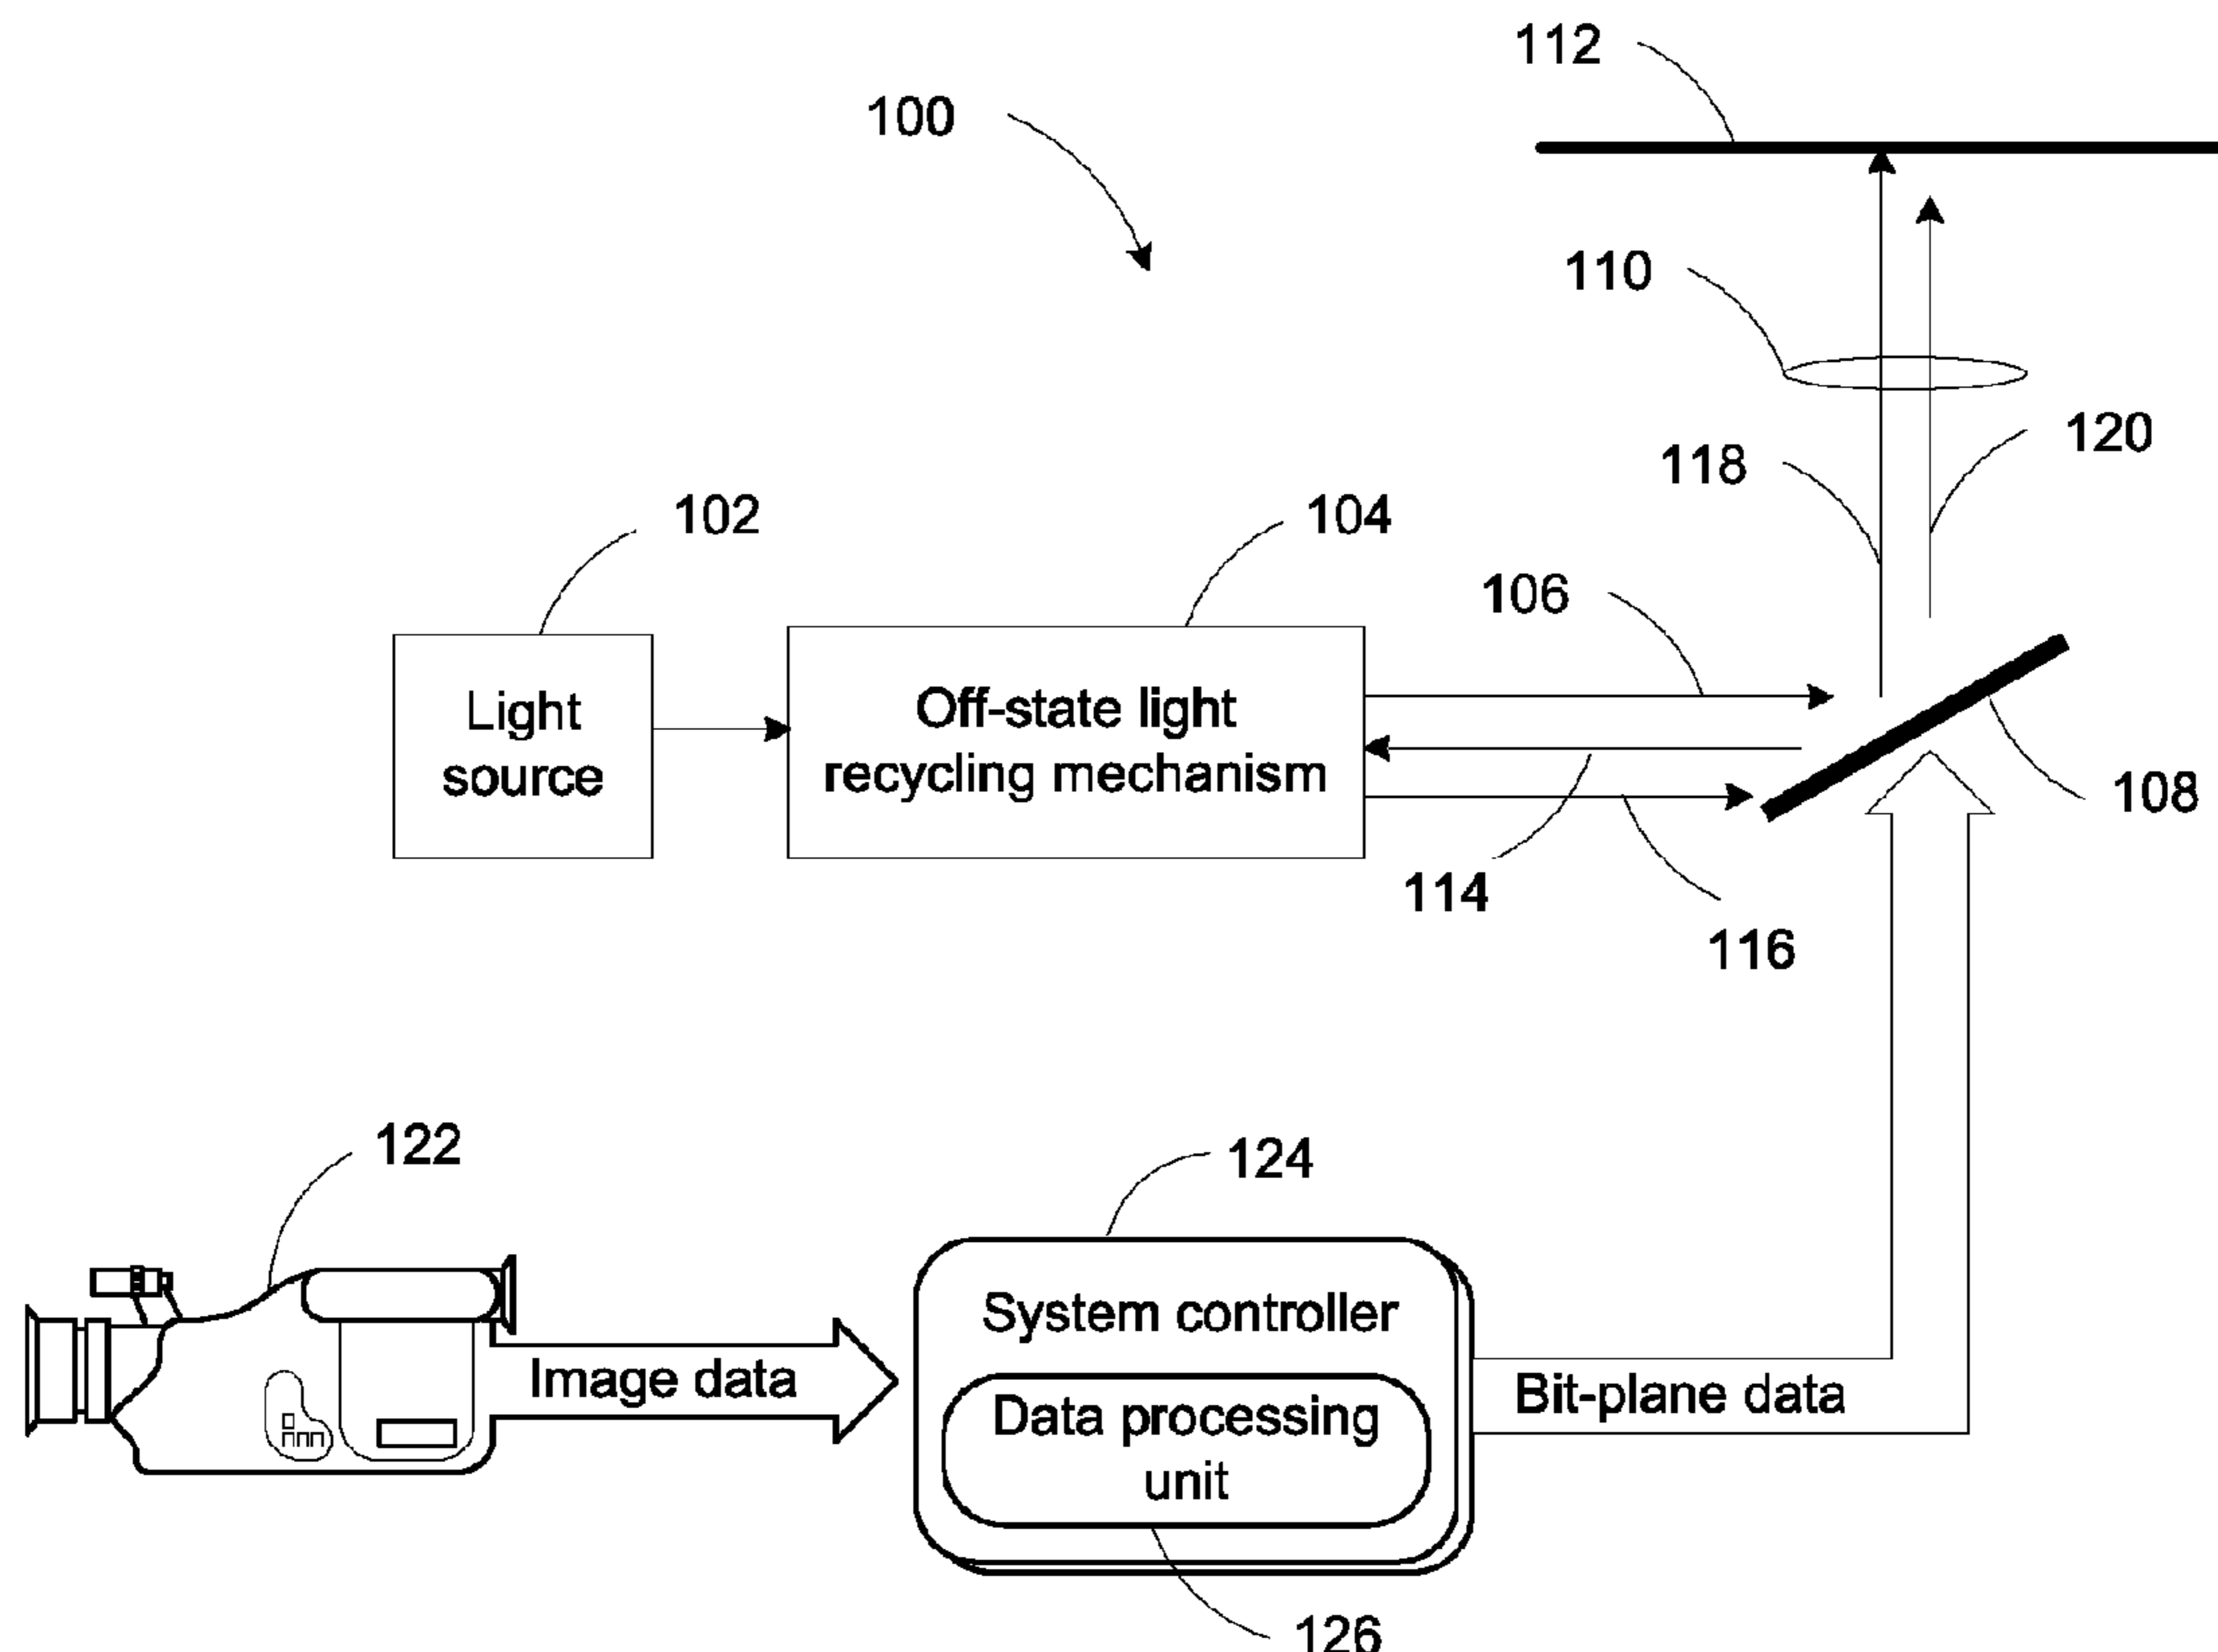 112
100
110
120
118
102
104
106
Light
source
Off-state light
recycling mechanism
108
114
116
122
124
System controller
Image data
Data processing
unit
Bit-plane data
126